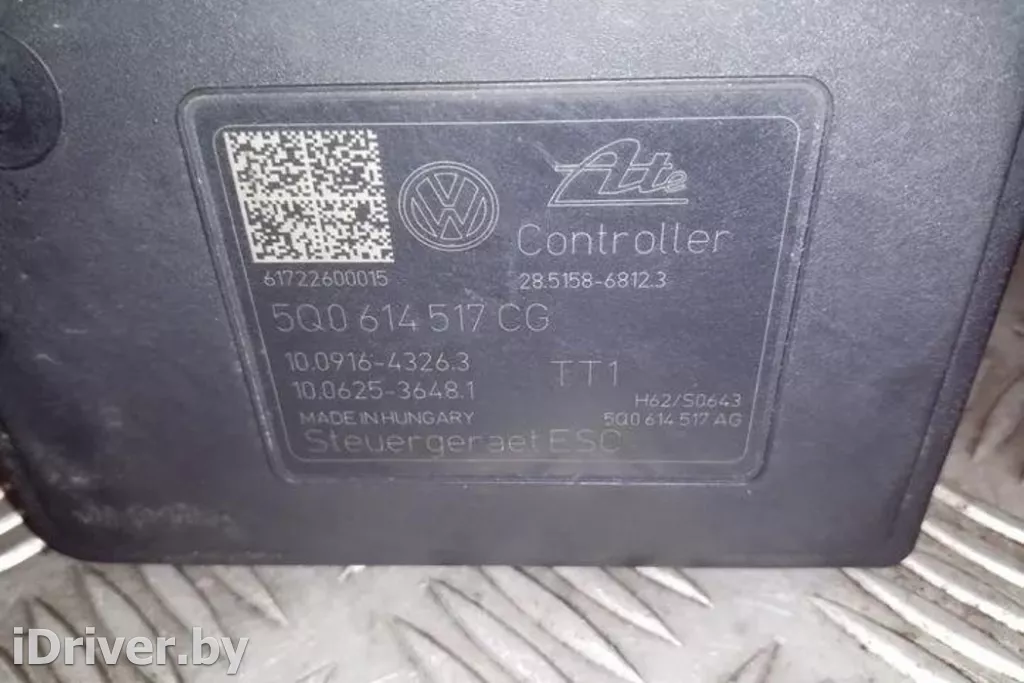 Ate
Controller
61722600015
28.5158-6812.3
5Q0 614 517 CG
10.0916-4326.3
TT1
10.0625-3648.1
H62/S0643
MADE IN HUNGARY
5Q0 614 517 AG
Steuergeraet ESC
iDriver.by